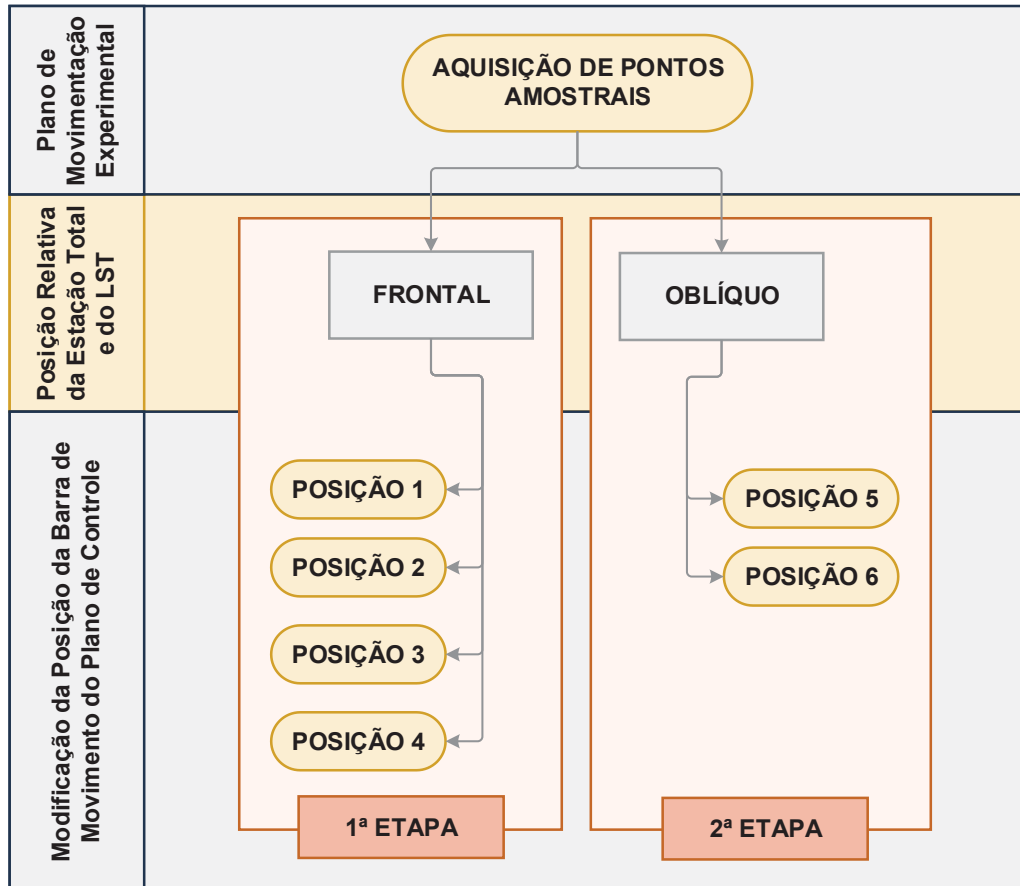 Plano de
Movimentação
Experimental
AQUISIÇÃO DE PONTOS
AMOSTRAIS
Posição Relativa
da Estação Total
e do LST
FRONTAL
OBLÍQUO
Modificação da Posição da Barra de
Movimento do Plano de Controle
POSIÇÃO 1
POSIÇÃO 2
POSIÇÃO 3
POSIÇÃO 4
POSIÇÃO 5
POSIÇÃO 6
1ª ETAPA
2ª ETAPA